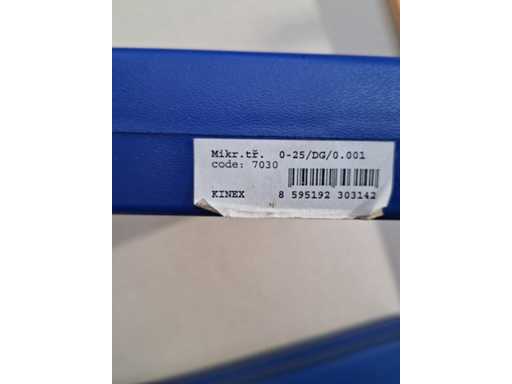 Mikr.tř. 0-25/DG/0.001
code: 7030
KINEX 8 595192 303142